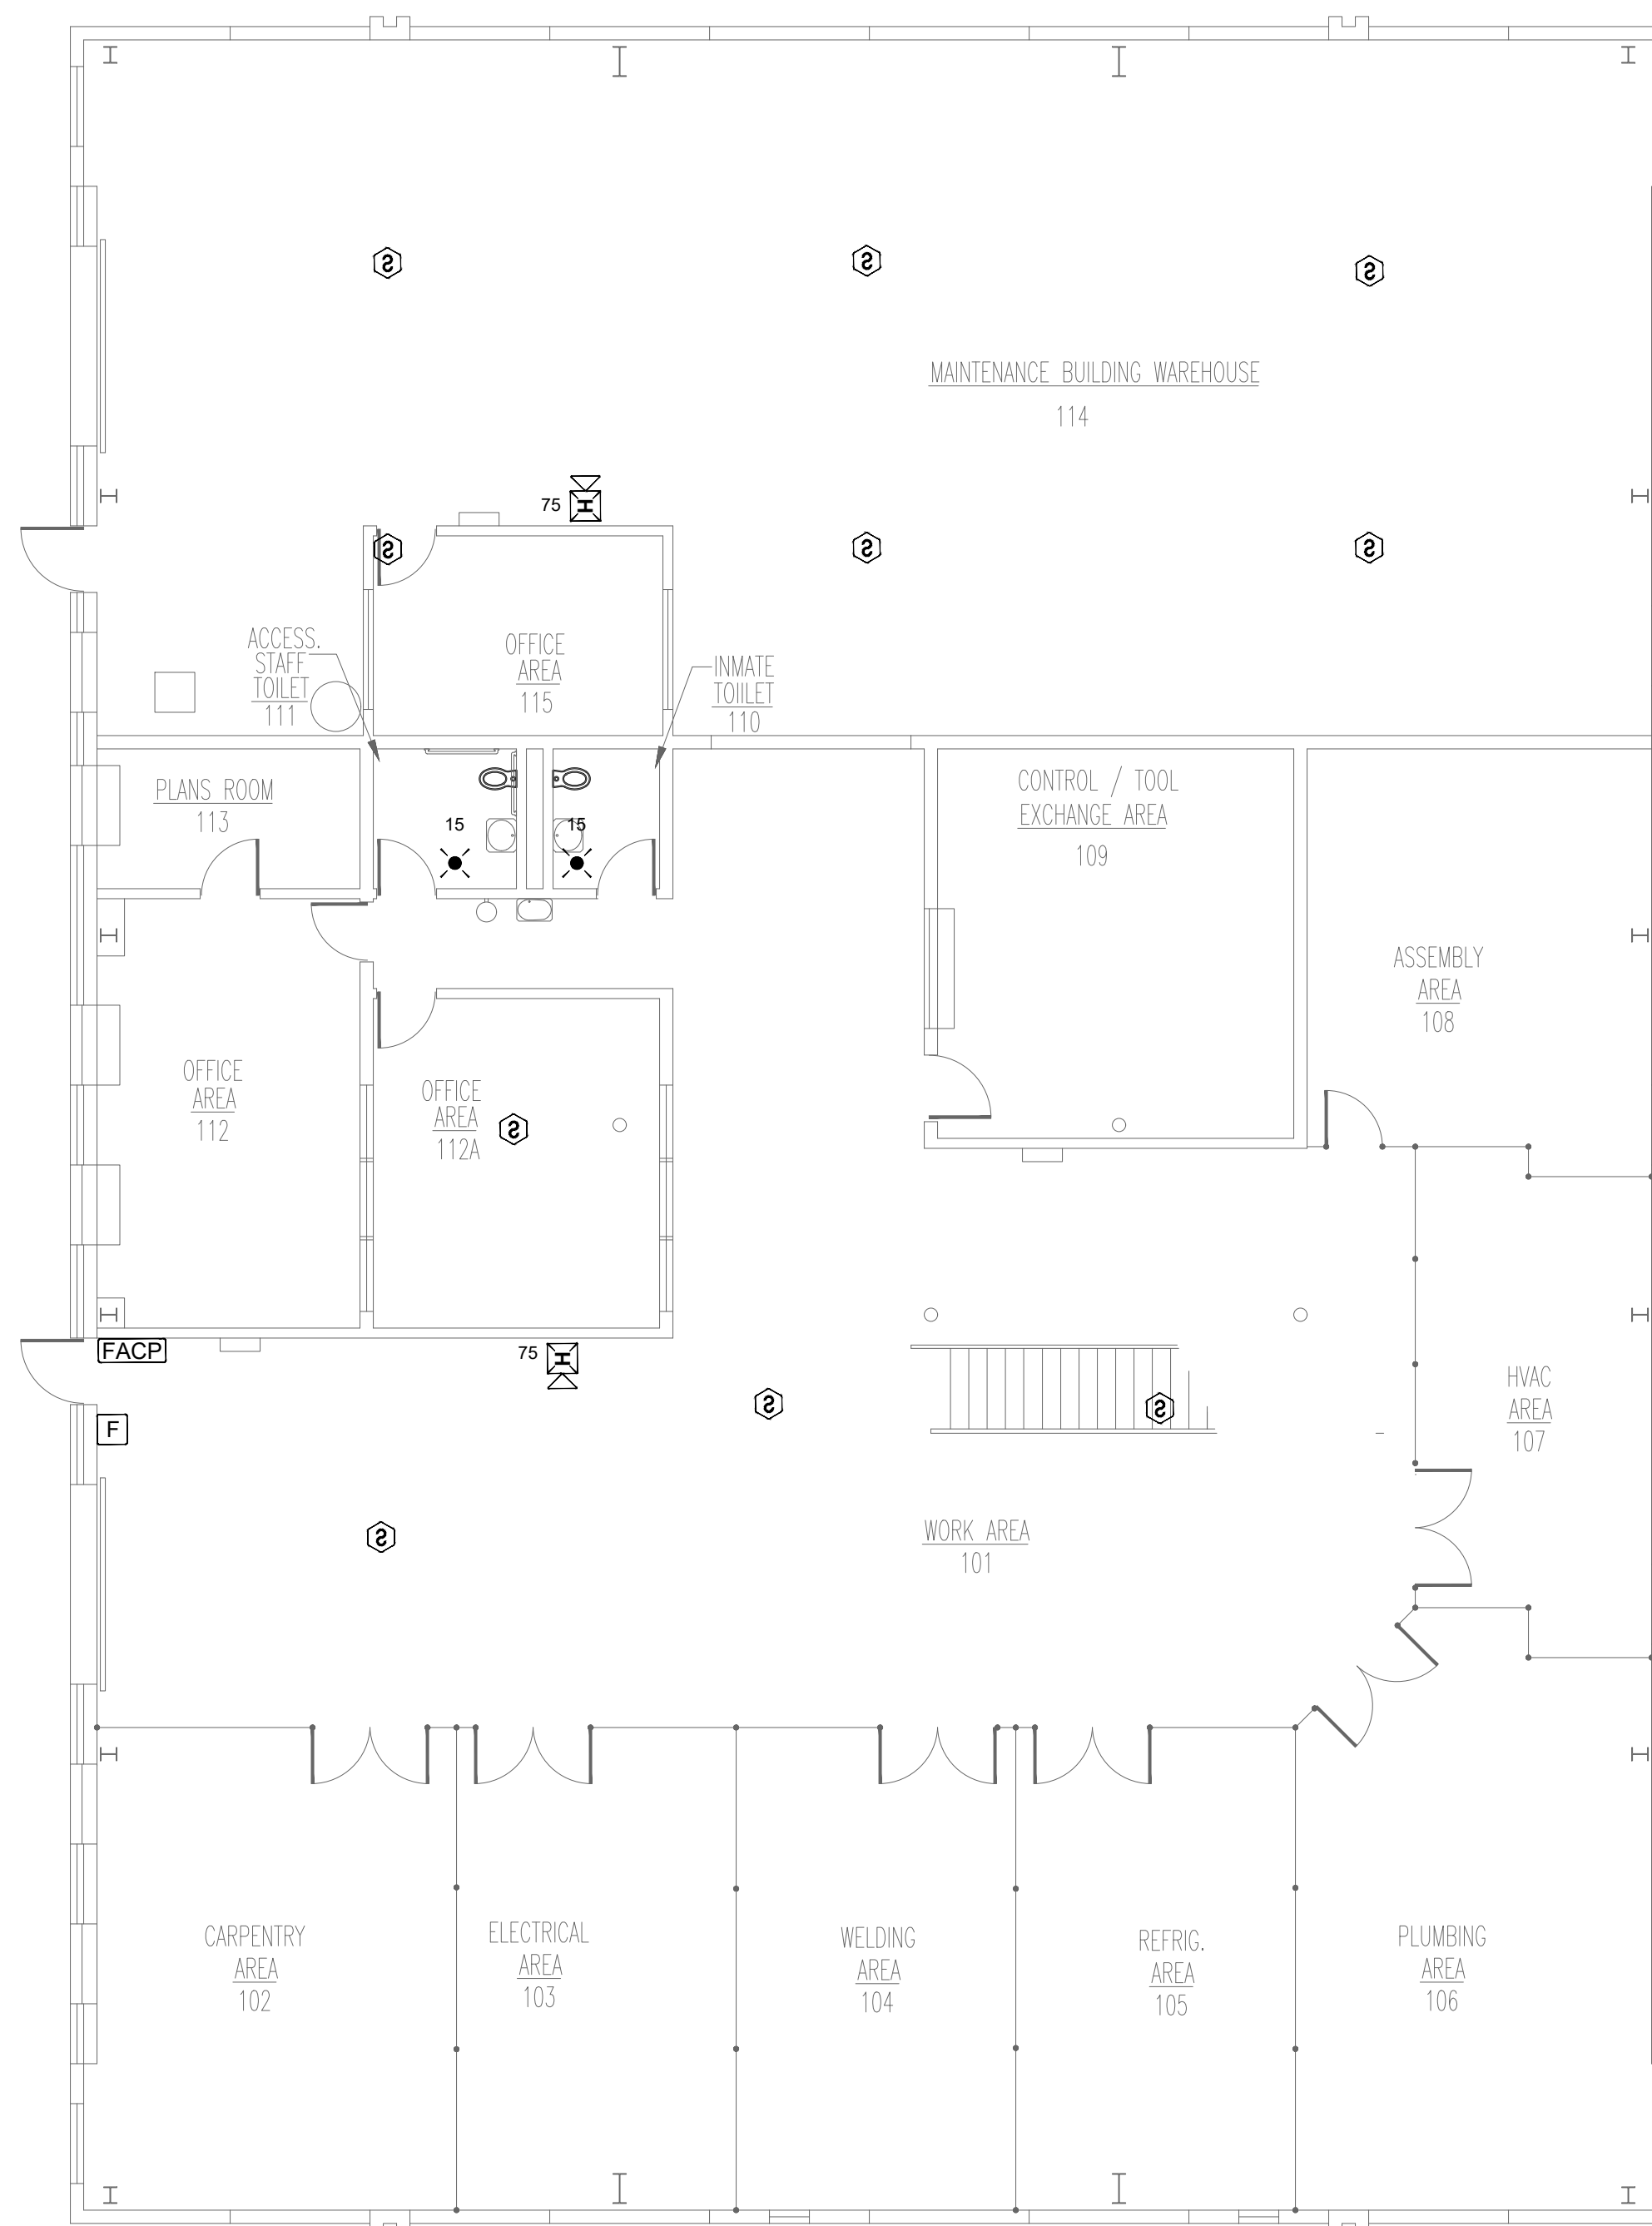 S
S
S
MAINTENANCE BUILDING WAREHOUSE
114
75
H
S
S
S
ACCESS.
STAFF
TOILET
111
OFFICE
AREA
115
INMATE
TOIILET
110
PLANS ROOM
113
15
15
CONTROL / TOOL
EXCHANGE AREA
109
ASSEMBLY
AREA
108
OFFICE
AREA
112
OFFICE
AREA
112A
S
FACP
75
H
F
S
S
HVAC
AREA
107
S
WORK AREA
101
CARPENTRY
AREA
102
ELECTRICAL
AREA
103
WELDING
AREA
104
REFRIG.
AREA
105
PLUMBING
AREA
106